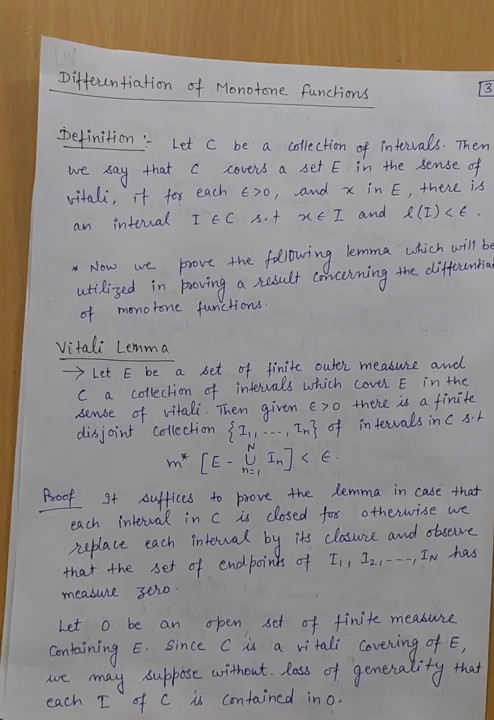 Differentiation of Monotone functions
3
Definition :- Let C be a collection of intervals. Then
we say that C covers a set E in the sense of
vitali, if for each ϵ>0, and x in E, there is
an interval I ∈ C s.t x ∈ I and l(I) < ϵ.
* Now we prove the following lemma which will be
utilized in proving a result concerning the differentia
of monotone functions.
Vitali Lemma
→ Let E be a set of finite outer measure and
C a collection of intervals which cover E in the
sense of vitali. Then given ϵ>0 there is a finite
disjoint collection {I₁, ---, Iₙ} of intervals in C s.t
m* [E - ∪ᴺₙ₌₁ Iₙ] < ϵ.
Proof It suffices to prove the lemma in case that
each interval in C is closed for otherwise we
replace each interval by its closure and observe
that the set of endpoints of I₁, I₂, ---, I_N has
measure zero.
Let O be an open set of finite measure
containing E. Since C is a vitali covering of E,
we may suppose without loss of generality that
each I of C is contained in O.